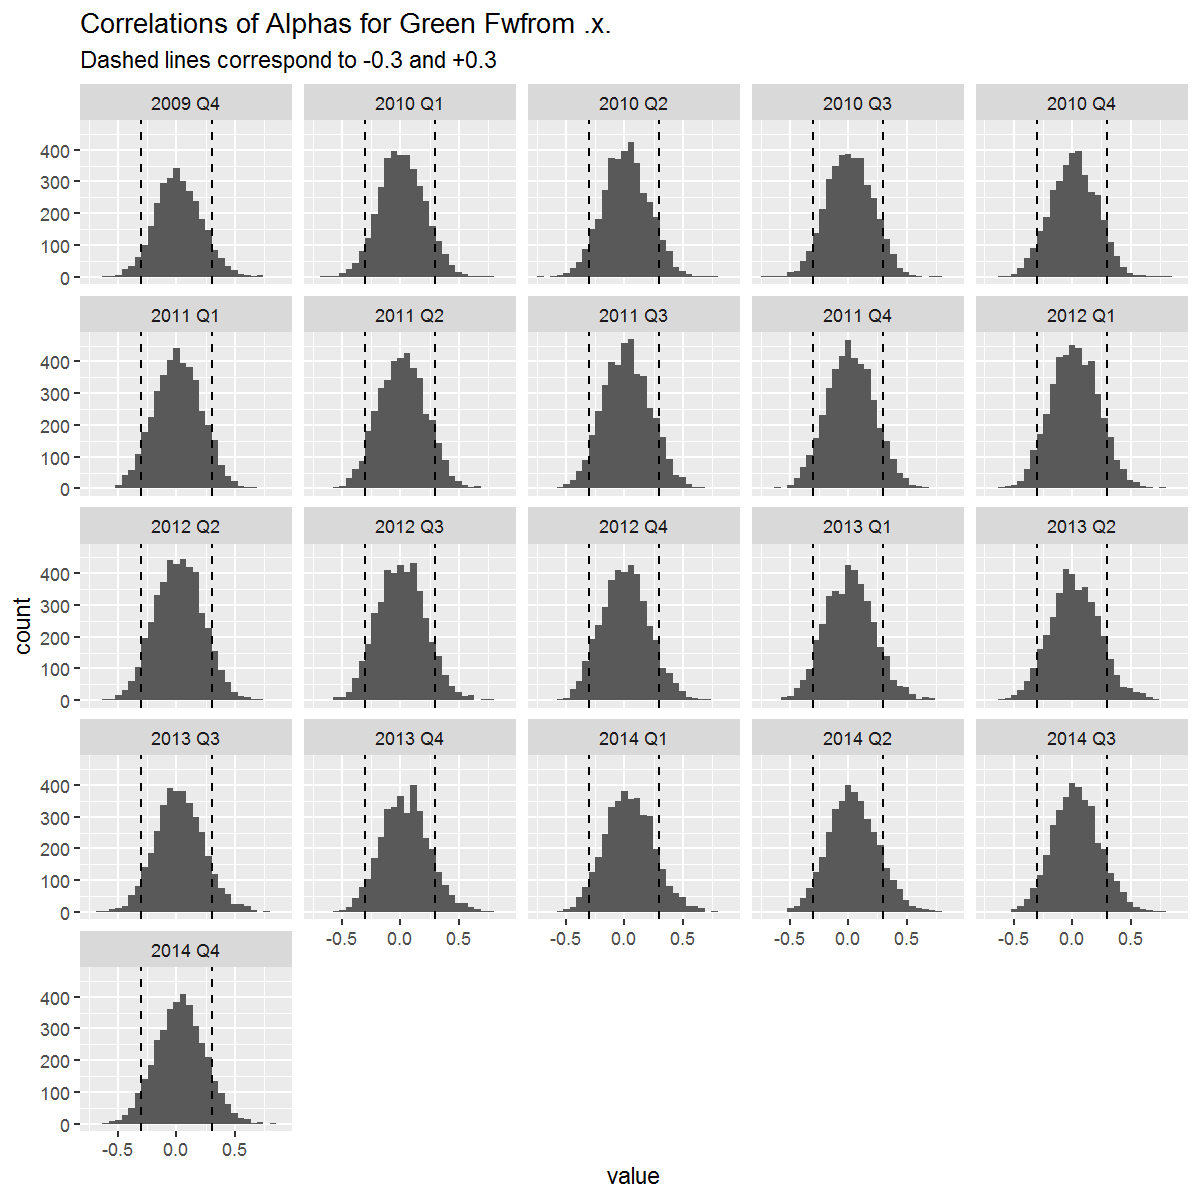 Correlations of Alphas for Green Fwfrom .x.
Dashed lines correspond to -0.3 and +0.3
2009 Q4 2010 Q1 2010 Q2 2010 Q3 2010 Q4
400
300
200
100
0
2011 Q1 2011 Q2 2011 Q3 2011 Q4 2012 Q1
400
300
200
100
0
2012 Q2 2012 Q3 2012 Q4 2013 Q1 2013 Q2
400
300
200
100
0
count
2013 Q3 2013 Q4 2014 Q1 2014 Q2 2014 Q3
400
300
200
100
0
-0.5 0.0 0.5 -0.5 0.0 0.5 -0.5 0.0 0.5 -0.5 0.0 0.5
2014 Q4
400
300
200
100
0
-0.5 0.0 0.5
value